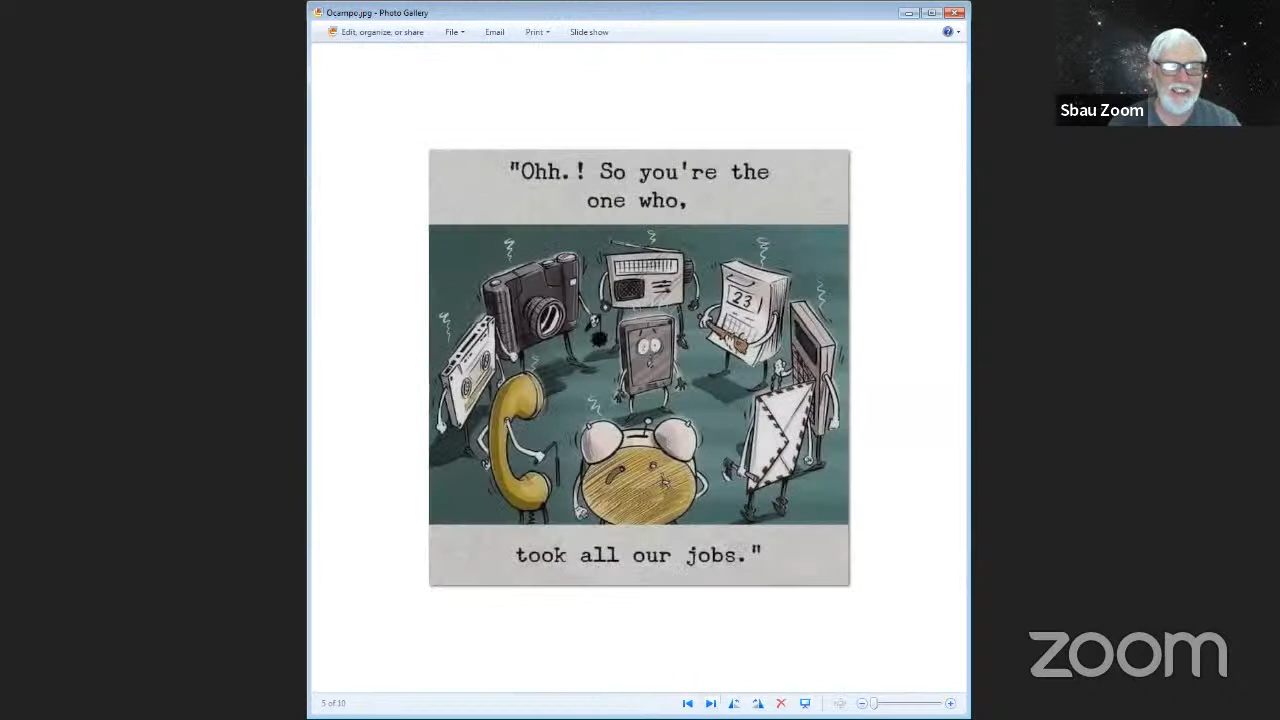 Ocampo.jpg - Photo Gallery
Edit, organize, or share File Email Print Slide show
Sbau Zoom
"Ohh.! So you're the
one who,
23
took all our jobs."
zoom
5 of 10